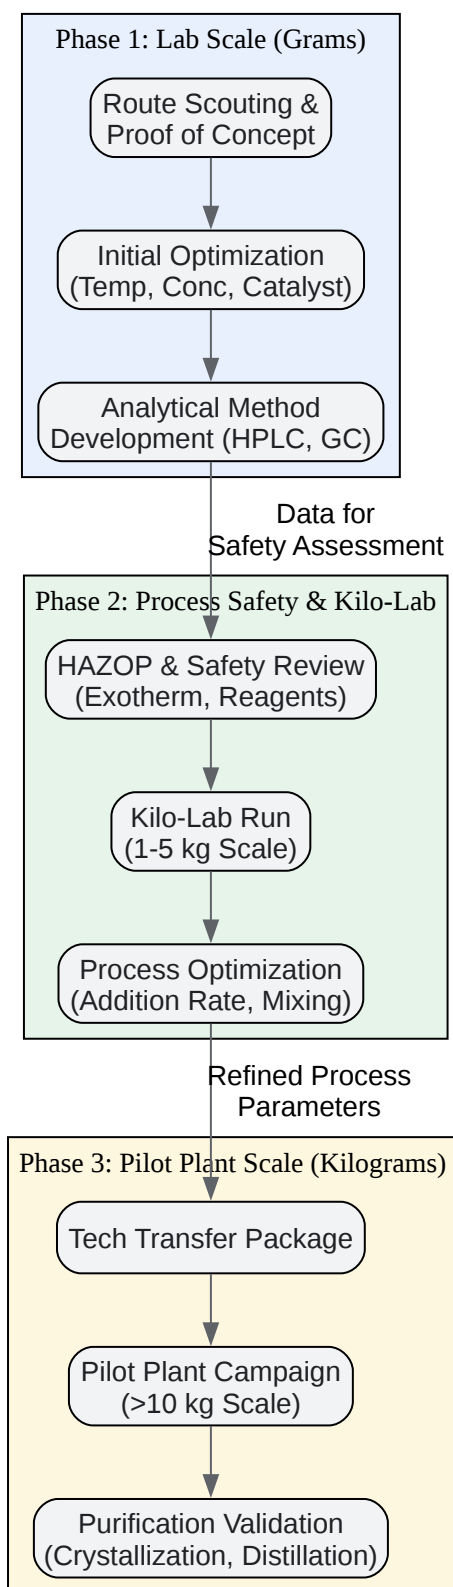 Phase 1: Lab Scale (Grams)
Route Scouting &
Proof of Concept
Initial Optimization
(Temp, Conc, Catalyst)
Analytical Method
Development (HPLC, GC)
Data for
Safety Assessment
Phase 2: Process Safety & Kilo-Lab
HAZOP & Safety Review
(Exotherm, Reagents)
Kilo-Lab Run
(1-5 kg Scale)
Process Optimization
(Addition Rate, Mixing)
Refined Process
Parameters
Phase 3: Pilot Plant Scale (Kilograms)
Tech Transfer Package
Pilot Plant Campaign
(>10 kg Scale)
Purification Validation
(Crystallization, Distillation)